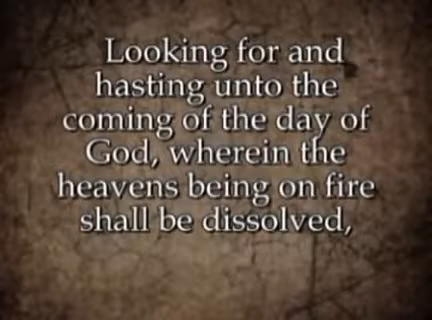 Looking for and
hasting unto the
coming of the day of
God, wherein the
heavens being on fire
shall be dissolved,